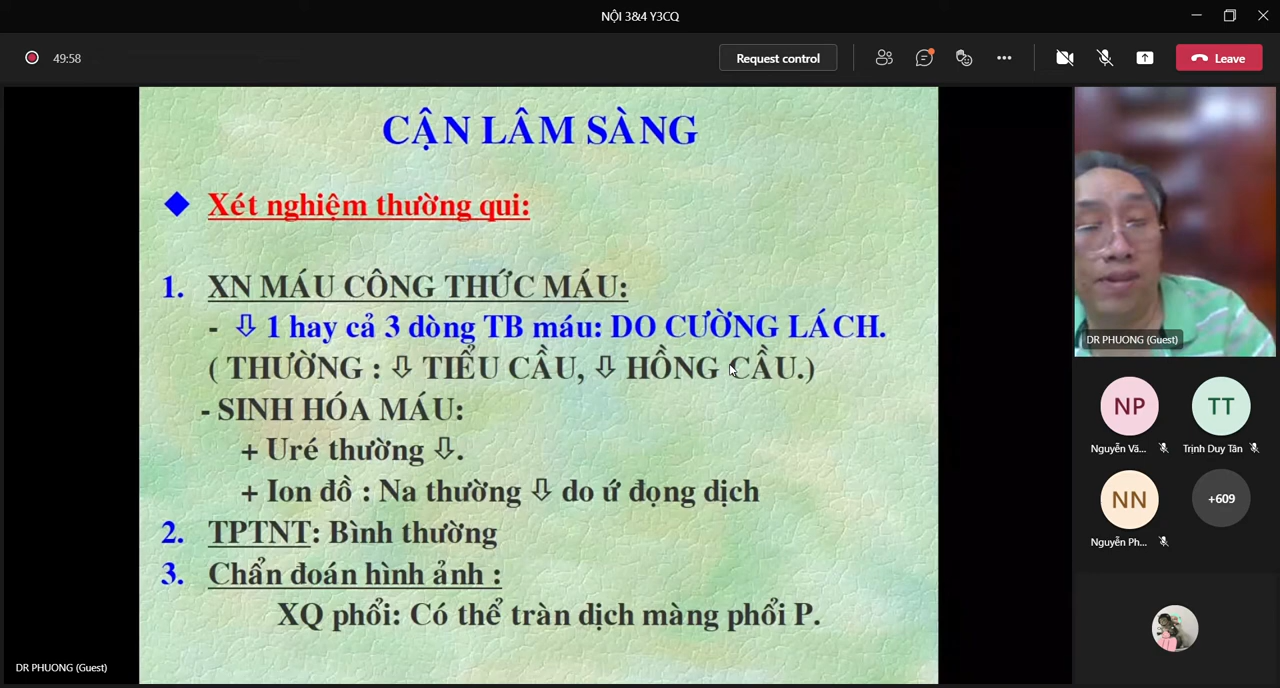 NỘI 3&4 Y3CQ
49:58
Request control
Leave
CẬN LÂM SÀNG
Xét nghiệm thường qui:
1. XN MÁU CÔNG THỨC MÁU:
- ⇩ 1 hay cả 3 dòng TB máu: DO CƯỜNG LÁCH.
( THƯỜNG : ⇩ TIỂU CẦU, ⇩ HỒNG CẦU.)
- SINH HÓA MÁU:
+ Uré thường ⇩.
+ Ion đồ : Na thường ⇩ do ứ đọng dịch
2. TPTNT: Bình thường
3. Chẩn đoán hình ảnh :
XQ phổi: Có thể tràn dịch màng phổi P.
DR PHUONG (Guest)
DR PHUONG (Guest)
NP
TT
Nguyễn Vă...
Trịnh Duy Tân
NN
+609
Nguyễn Ph...